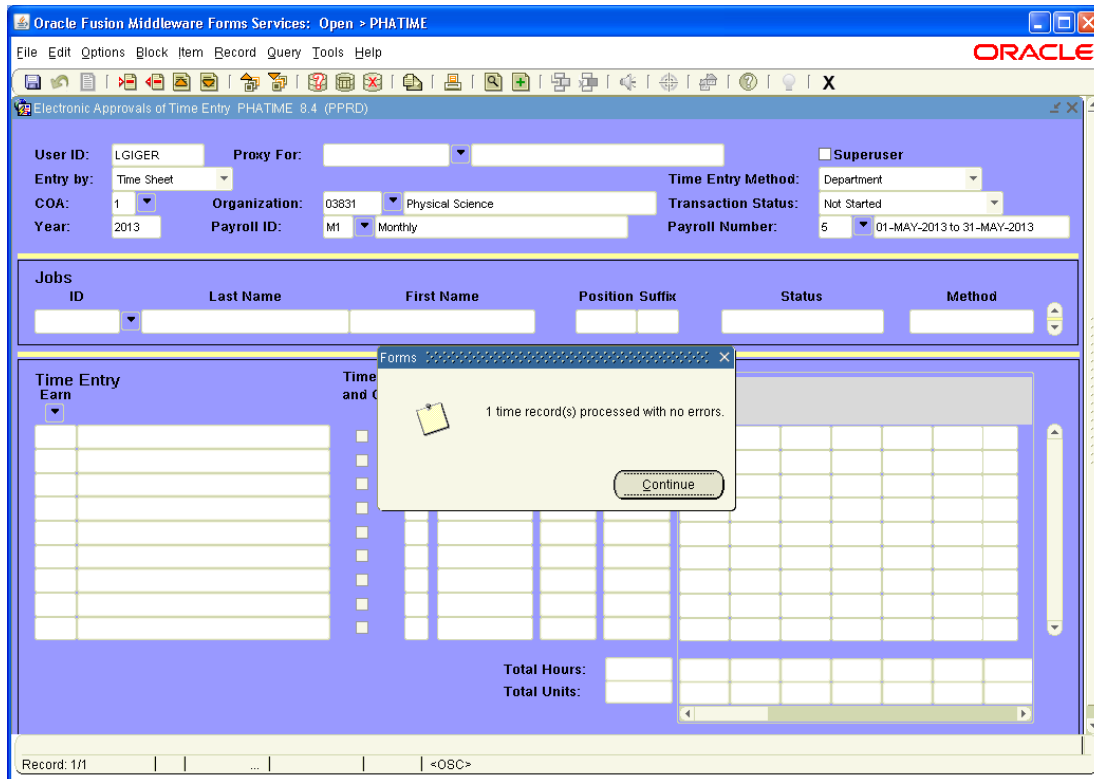 Oracle Fusion Middleware Forms Services: Open > PHATIME
File Edit Options Block Item Record Query Tools Help
ORACLE
X
Electronic Approvals of Time Entry PHATIME 8.4 (PPRD)
User ID: LGIGER Proxy For: Superuser
Entry by: Time Sheet Time Entry Method: Department
COA: 1 Organization: 03831 Physical Science Transaction Status: Not Started
Year: 2013 Payroll ID: M1 Monthly Payroll Number: 5 01-MAY-2013 to 31-MAY-2013
Jobs
ID Last Name First Name Position Suffix Status Method
Forms
1 time record(s) processed with no errors.
Continue
Time Entry Time
Earn and
Total Hours:
Total Units:
Record: 1/1 ... <OSC>